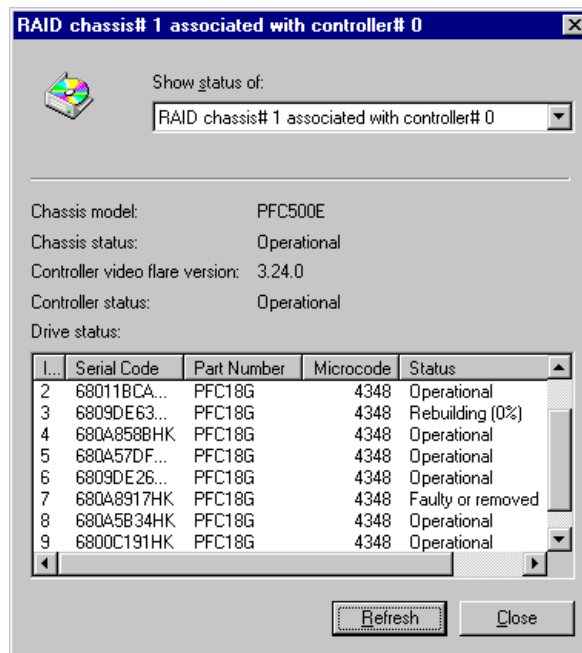 RAID chassis# 1 associated with controller# 0
Show status of:
RAID chassis# 1 associated with controller# 0
Chassis model: PFC500E
Chassis status: Operational
Controller video flare version: 3.24.0
Controller status: Operational
Drive status:
I... Serial Code Part Number Microcode Status
2 68011BCA... PFC18G 4348 Operational
3 6809DE63... PFC18G 4348 Rebuilding (0%)
4 680A858BHK PFC18G 4348 Operational
5 680A57DF... PFC18G 4348 Operational
6 6809DE26... PFC18G 4348 Operational
7 680A8917HK PFC18G 4348 Faulty or removed
8 680A5B34HK PFC18G 4348 Operational
9 6800C191HK PFC18G 4348 Operational
Refresh Close